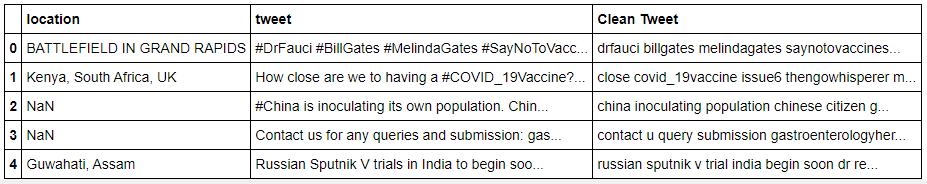 location tweet Clean Tweet
0 BATTLEFIELD IN GRAND RAPIDS #DrFauci #BillGates #MelindaGates #SayNoToVacc... drfauci billgates melindagates saynotovaccines...
1 Kenya, South Africa, UK How close are we to having a #COVID_19Vaccine?... close covid_19vaccine issue6 thengowhisperer m...
2 NaN #China is inoculating its own population. Chin... china inoculating population chinese citizen g...
3 NaN Contact us for any queries and submission: gas... contact u query submission gastroenterologyher...
4 Guwahati, Assam Russian Sputnik V trials in India to begin soo... russian sputnik v trial india begin soon dr re...